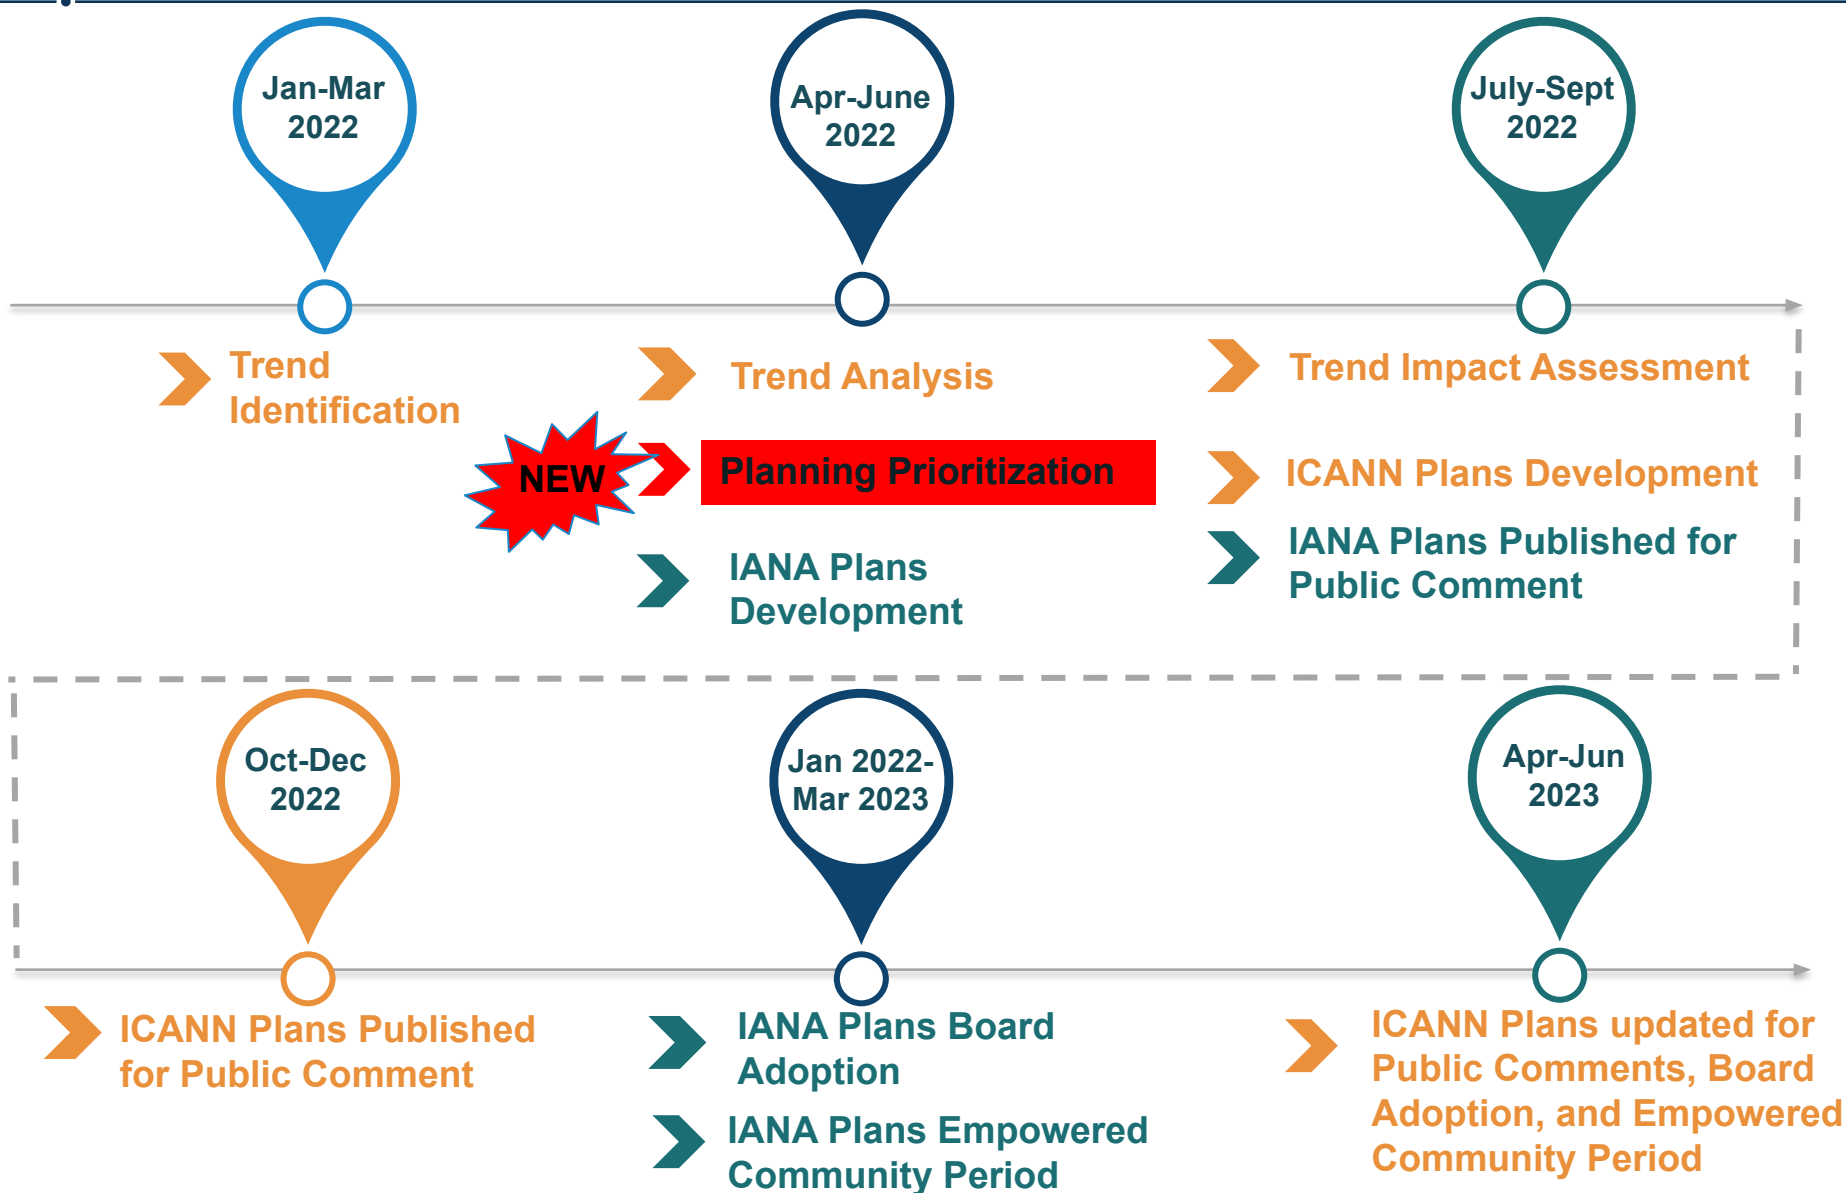 Jan-Mar
2022
Apr-June
2022
July-Sept
2022
Trend
Identification
Trend Analysis
NEW
Planning Prioritization
IANA Plans
Development
Trend Impact Assessment
ICANN Plans Development
IANA Plans Published for
Public Comment
Oct-Dec
2022
Jan 2022-
Mar 2023
Apr-Jun
2023
ICANN Plans Published
for Public Comment
IANA Plans Board
Adoption
IANA Plans Empowered
Community Period
ICANN Plans updated for
Public Comments, Board
Adoption, and Empowered
Community Period